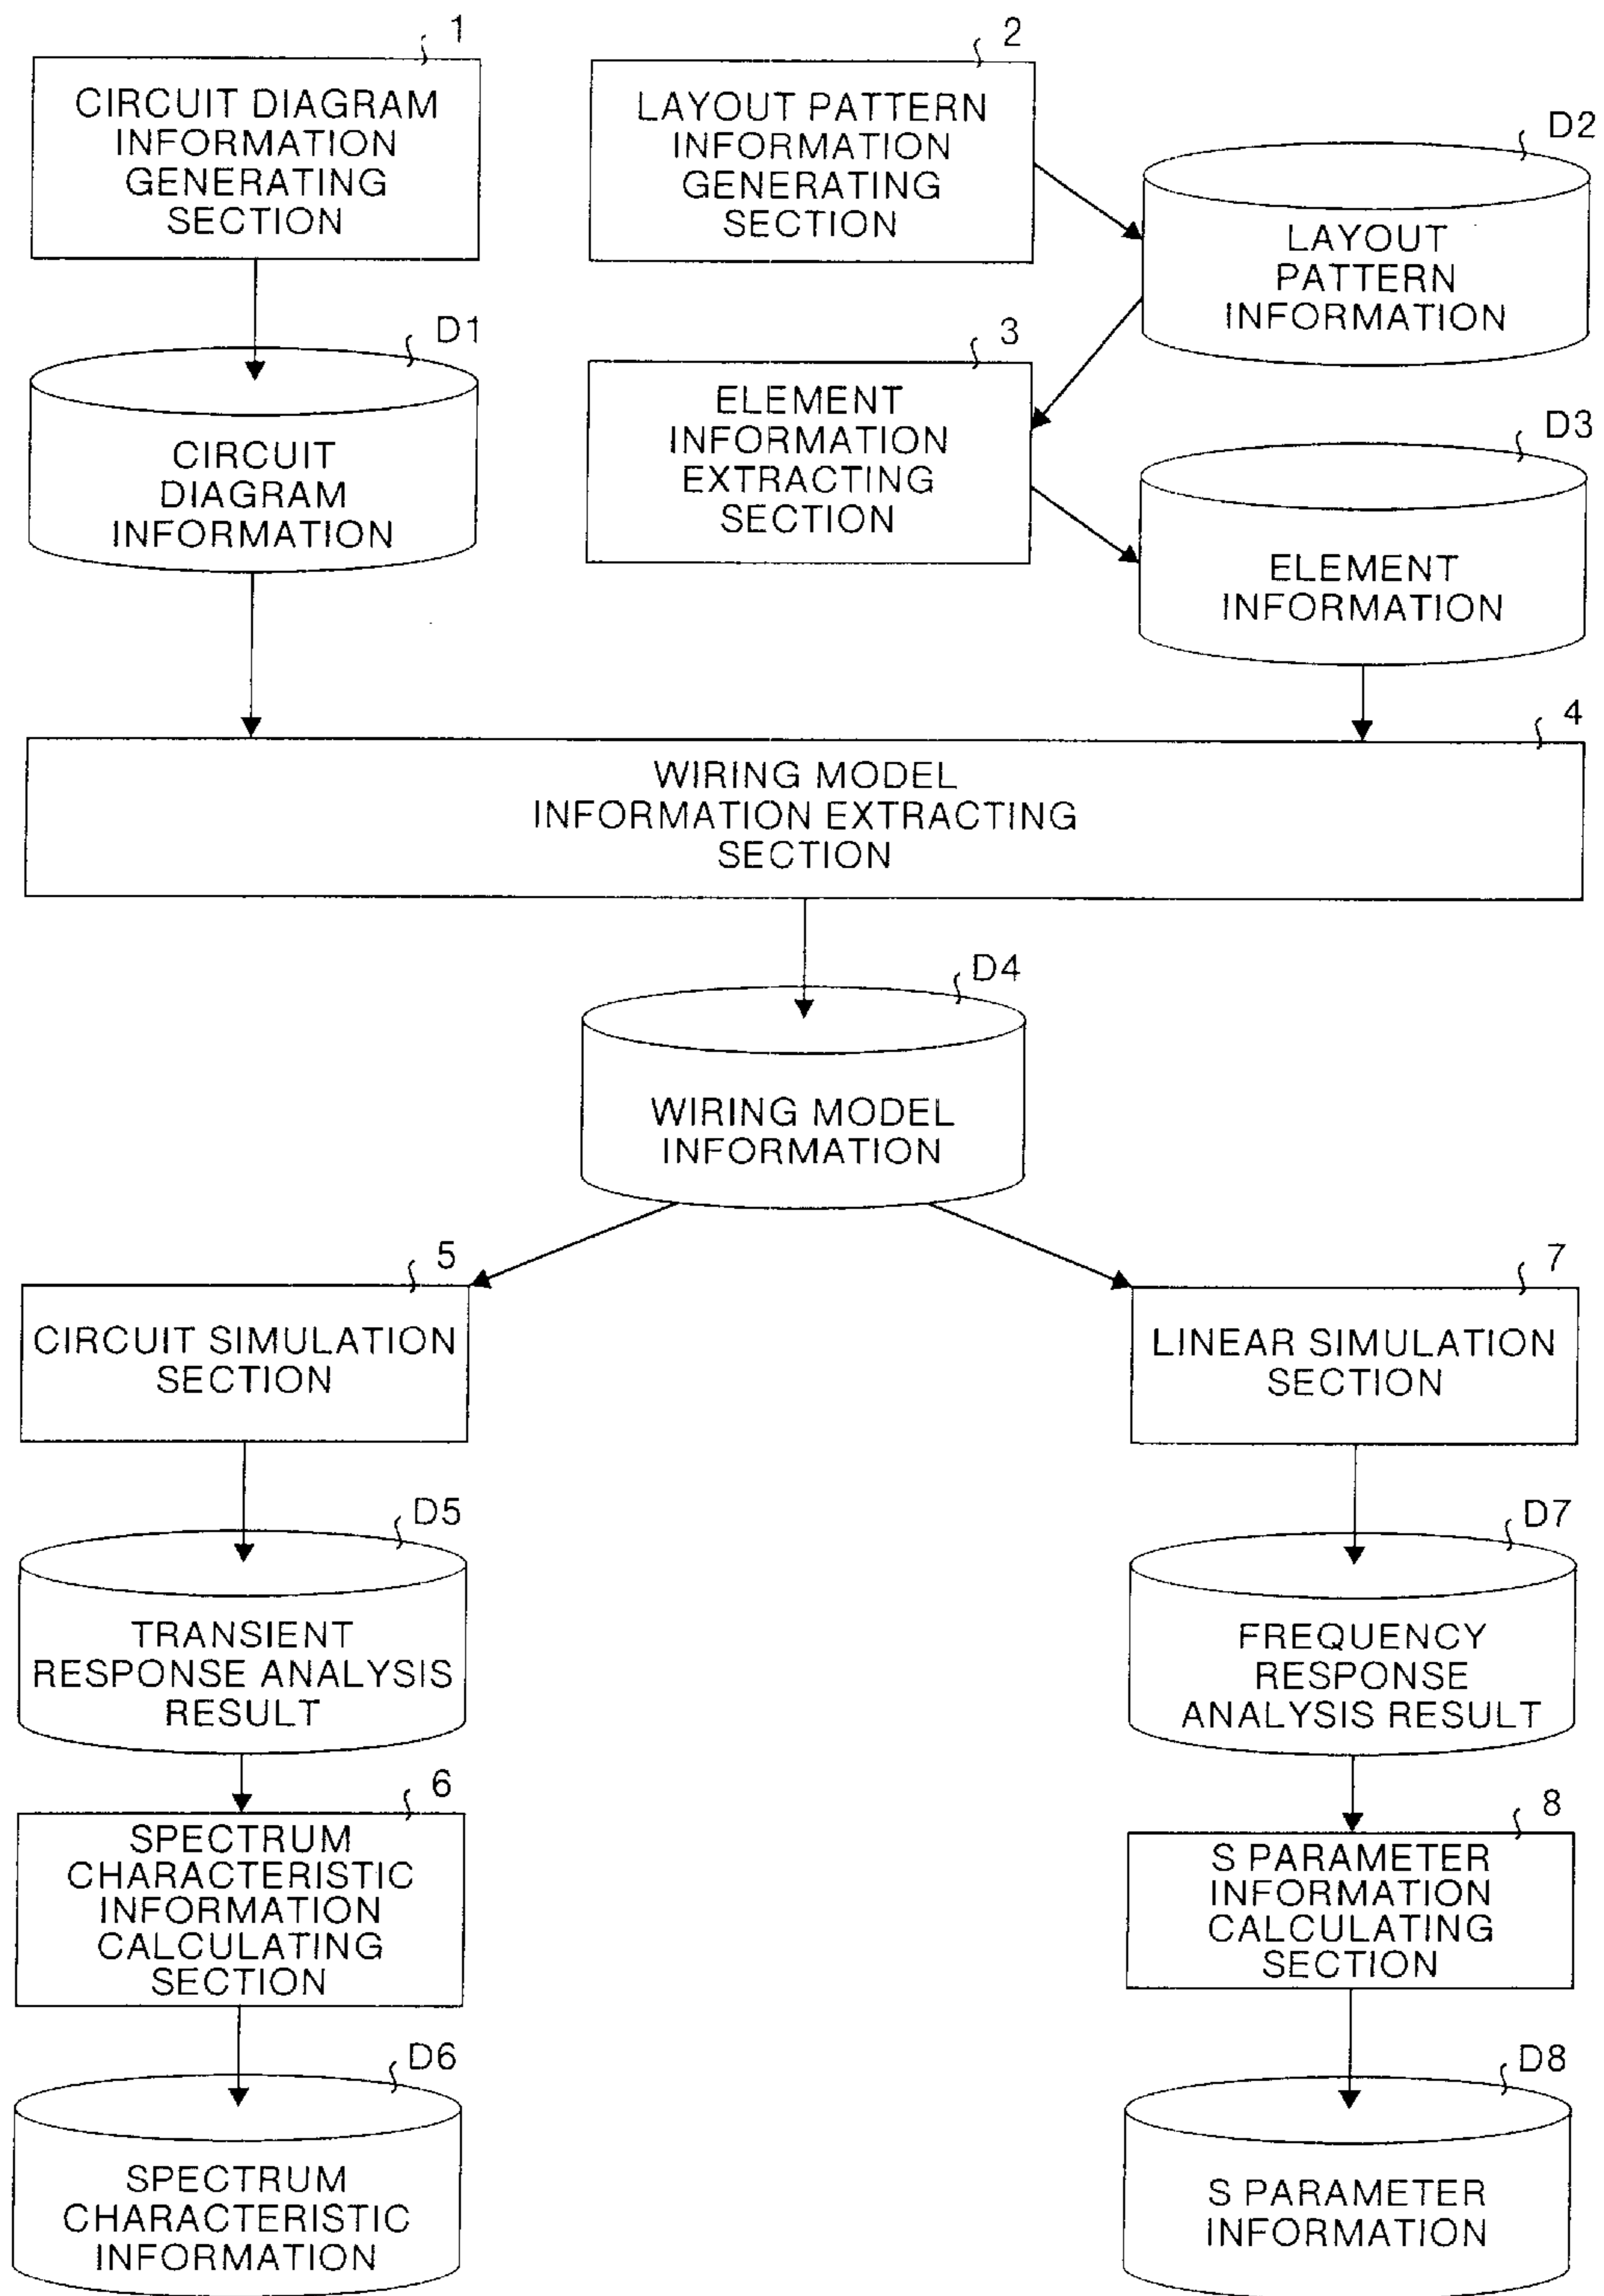 1
CIRCUIT DIAGRAM
INFORMATION
GENERATING
SECTION
2
LAYOUT PATTERN
INFORMATION
GENERATING
SECTION
D2
LAYOUT
PATTERN
INFORMATION
D1
CIRCUIT
DIAGRAM
INFORMATION
3
ELEMENT
INFORMATION
EXTRACTING
SECTION
D3
ELEMENT
INFORMATION
4
WIRING MODEL
INFORMATION EXTRACTING
SECTION
D4
WIRING MODEL
INFORMATION
5
CIRCUIT SIMULATION
SECTION
7
LINEAR SIMULATION
SECTION
D5
TRANSIENT
RESPONSE ANALYSIS
RESULT
D7
FREQUENCY
RESPONSE
ANALYSIS RESULT
6
SPECTRUM
CHARACTERISTIC
INFORMATION
CALCULATING
SECTION
8
S PARAMETER
INFORMATION
CALCULATING
SECTION
D6
SPECTRUM
CHARACTERISTIC
INFORMATION
D8
S PARAMETER
INFORMATION